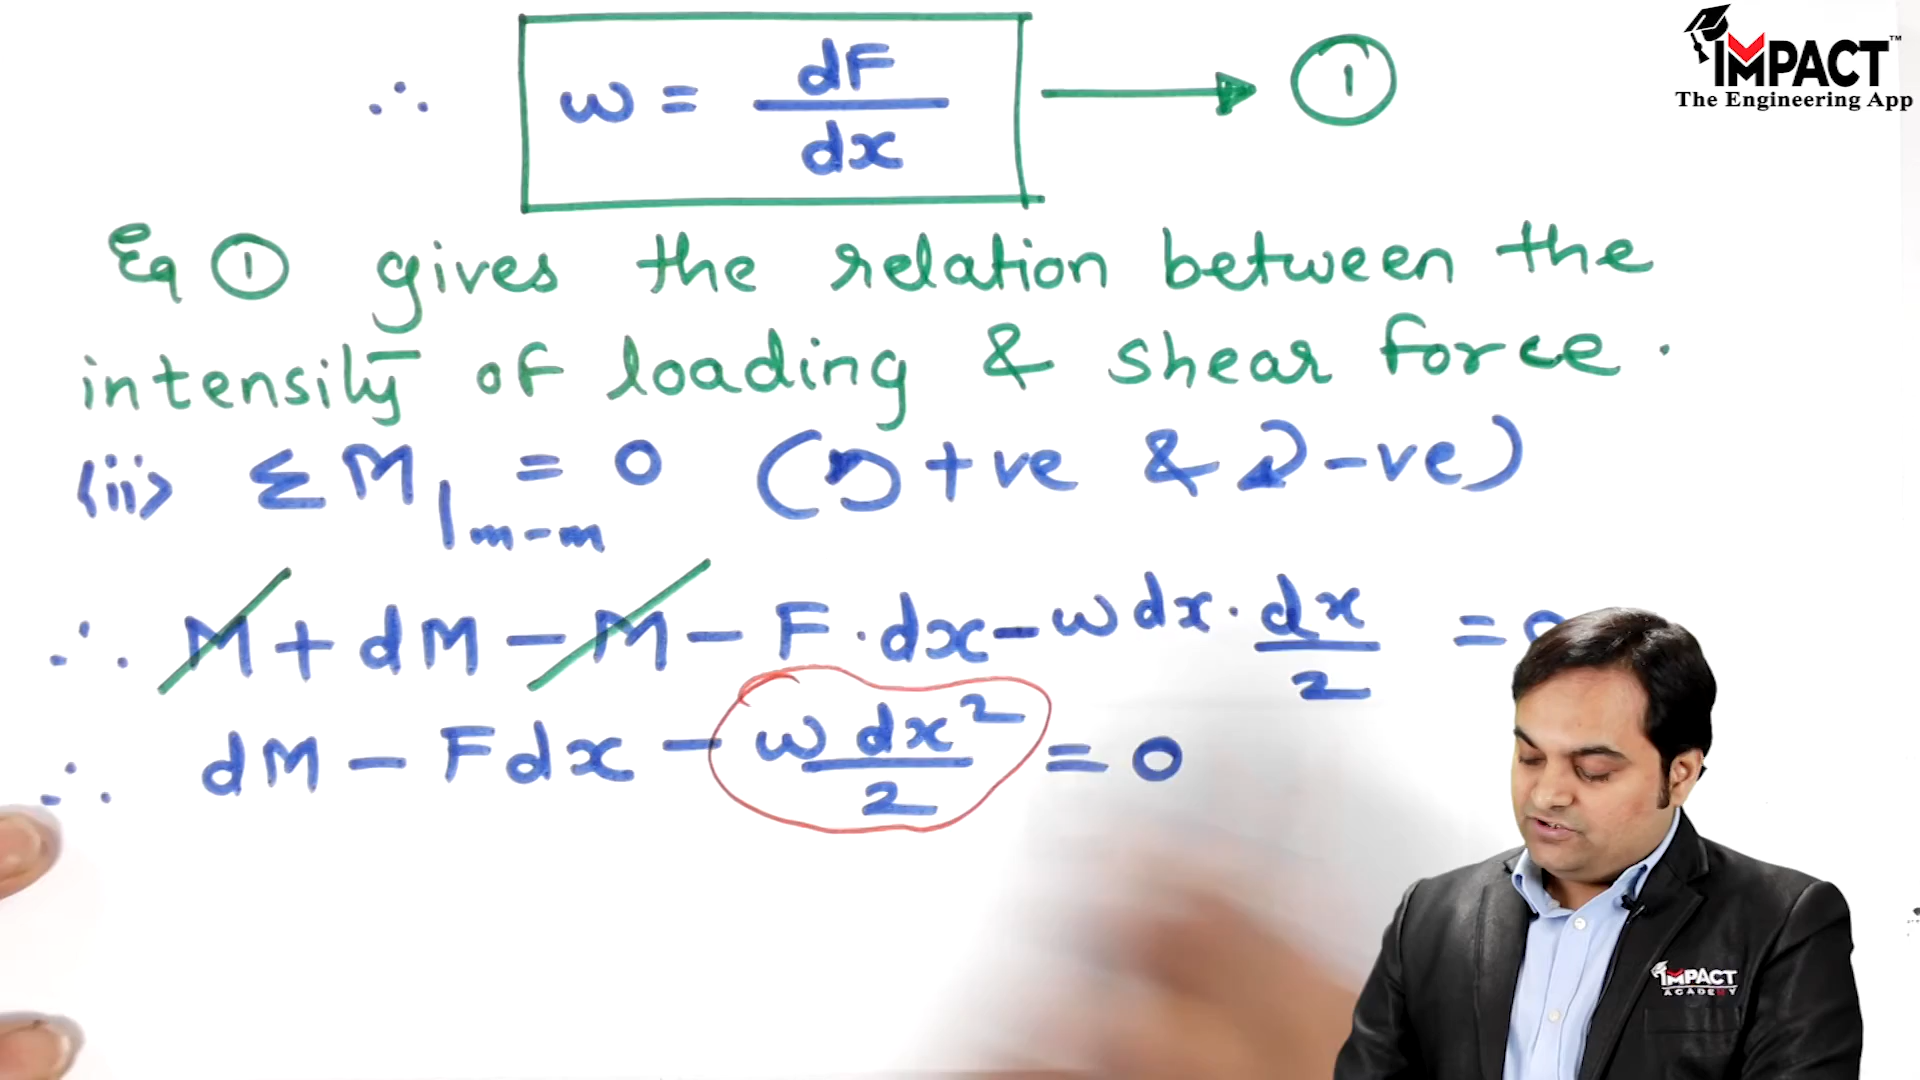 ∴ w = dF/dx → ①
IMPACT™
The Engineering App
Eq ① gives the relation between the
intensity of loading & shear force.
(ii) ΣM|m-m = 0 (↺ +ve & ↻ -ve)
∴ M + dM - M - F·dx - w dx · dx/2 = 0
∴ dM - F dx - w dx²/2 = 0
IMPACT
ACADEMY